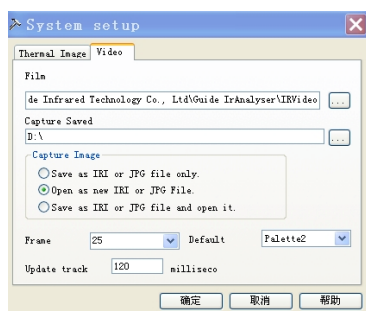 System setup
Thermal Image Video
Film
de Infrared Technology Co., Ltd\Guide IrAnalyser\IRVideo ...
Capture Saved
D:\ ...
Capture Image
Save as IRI or JPG file only.
Open as new IRI or JPG File.
Save as IRI or JPG file and open it.
Frame 25 Default Palette2
Update track 120 milliseco
确定 取消 帮助